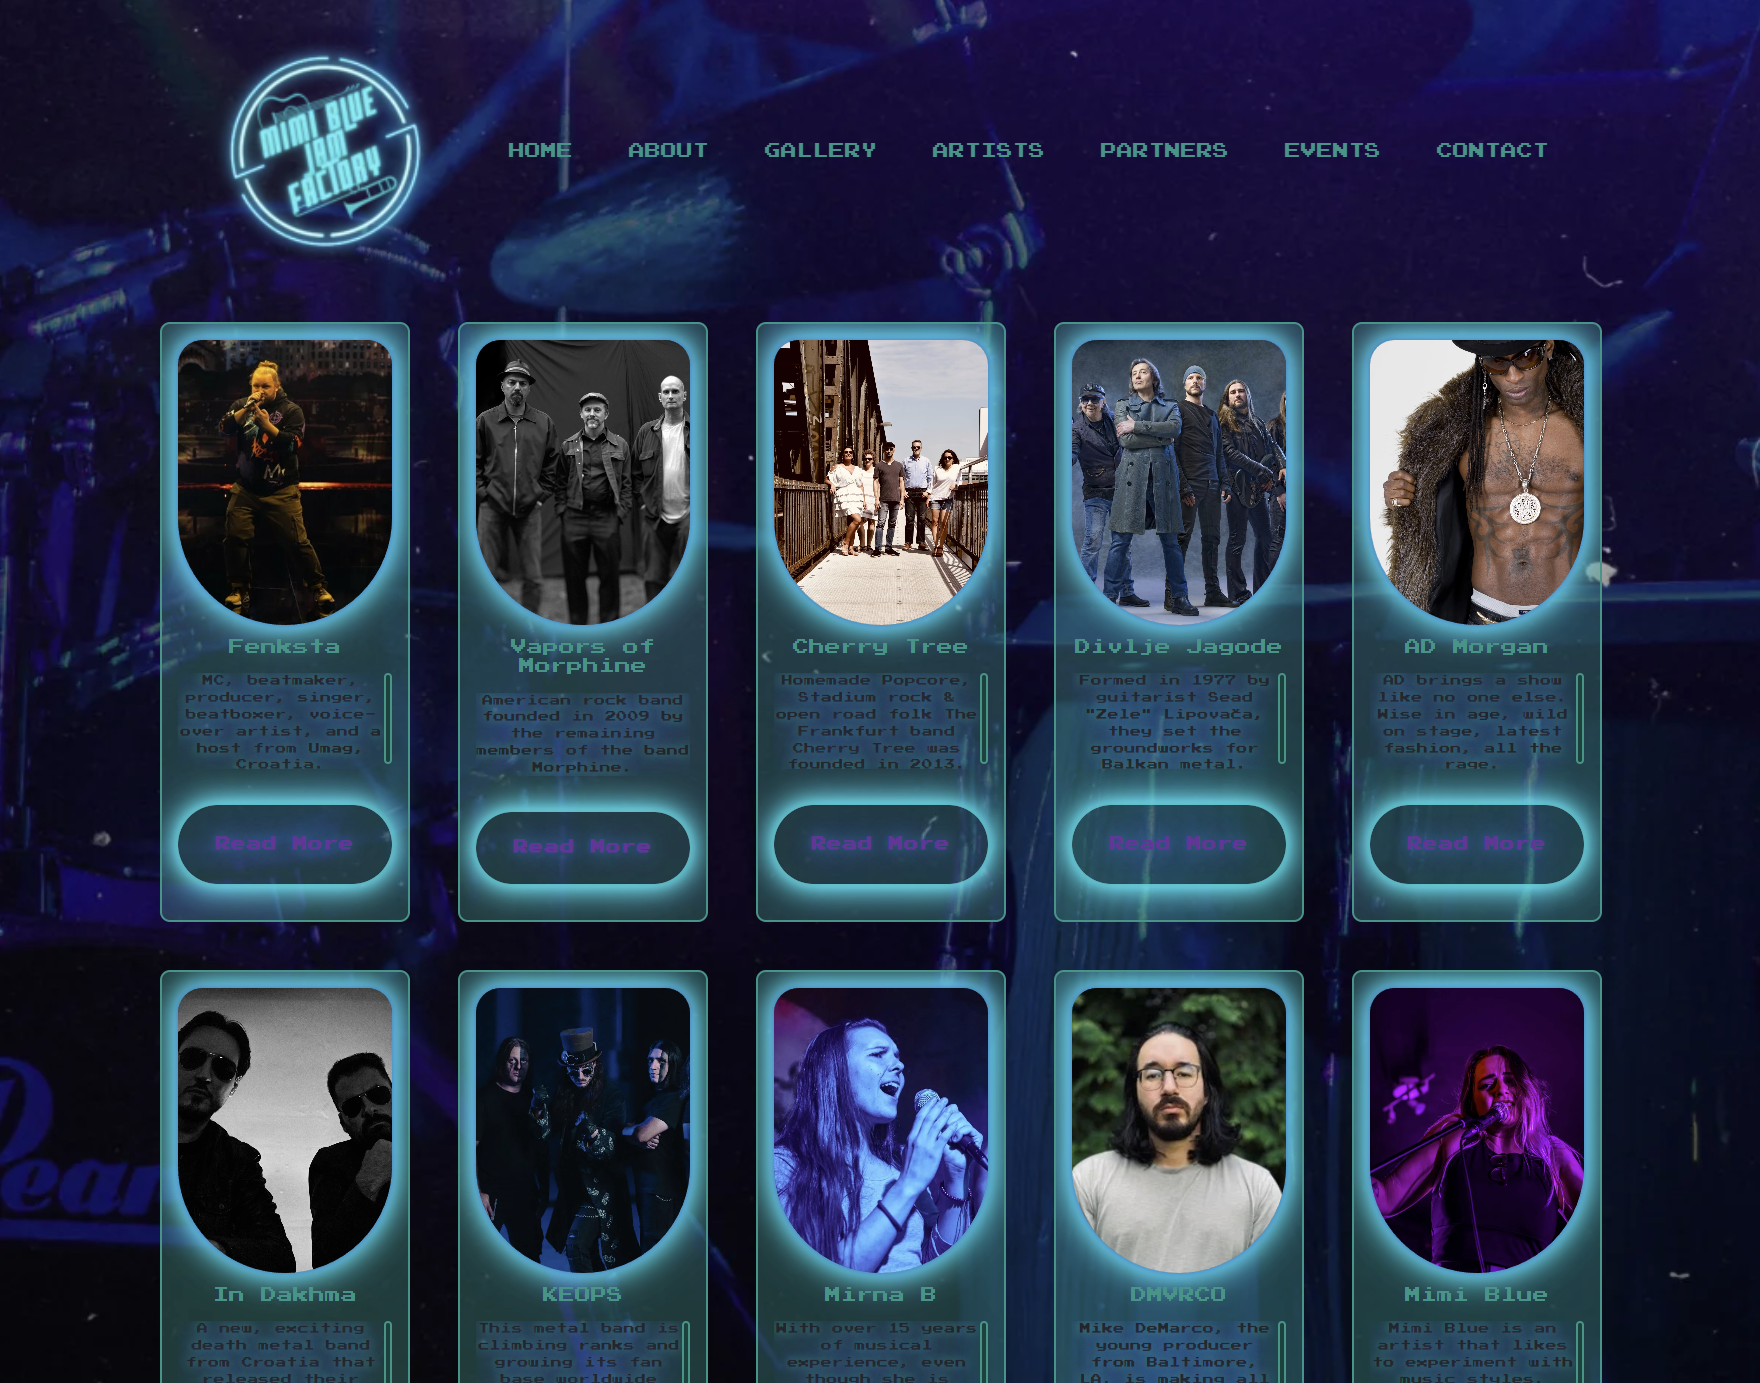 MIMI BLUE
JAM
FACTORY
HOME ABOUT GALLERY ARTISTS PARTNERS EVENTS CONTACT
Fenksta
MC, beatmaker,
producer, singer,
beatboxer, voice-
over artist, and a
host from Umag,
Croatia.
Read More
Vapors of
Morphine
American rock band
founded in 2009 by
the remaining
members of the band
Morphine.
Read More
Cherry Tree
Homemade Popcore,
Stadium rock &
open road folk The
Frankfurt band
Cherry Tree was
founded in 2013.
Read More
Divlje Jagode
Formed in 1977 by
guitarist Sead
"Zele" Lipovača,
they set the
groundworks for
Balkan metal.
Read More
AD Morgan
AD brings a show
like no one else.
Wise in age, wild
on stage, latest
fashion, all the
rage.
Read More
In Dakhma
A new, exciting
death metal band
from Croatia that
released their
KEOPS
This metal band is
climbing ranks and
growing its fan
base worldwide
Mirna B
With over 15 years
of musical
experience, even
though she is
DMVRCO
Mike DeMarco, the
young producer
from Baltimore,
LA, is making all
Mimi Blue
Mimi Blue is an
artist that likes
to experiment with
music styles,
Pear